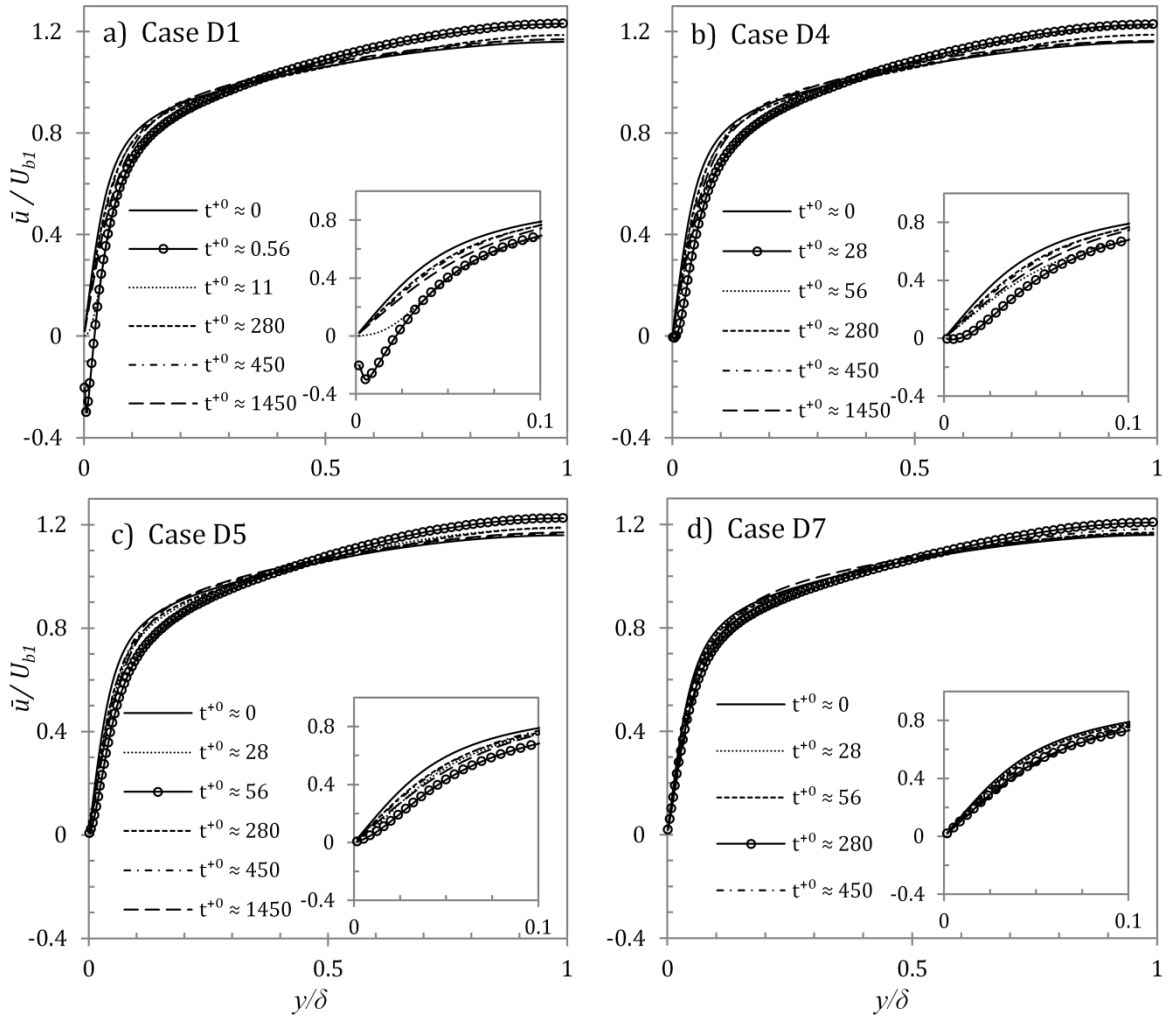 a) Case D1
1.2
0.8
0.4
0
-0.4
ū / U_b1
t⁺⁰ ≈ 0
t⁺⁰ ≈ 0.56
t⁺⁰ ≈ 11
t⁺⁰ ≈ 280
t⁺⁰ ≈ 450
t⁺⁰ ≈ 1450
0.8
0.4
0
-0.4
0 0.1
0 0.5 1
b) Case D4
1.2
0.8
0.4
0
-0.4
t⁺⁰ ≈ 0
t⁺⁰ ≈ 28
t⁺⁰ ≈ 56
t⁺⁰ ≈ 280
t⁺⁰ ≈ 450
t⁺⁰ ≈ 1450
0.8
0.4
0
-0.4
0 0.1
0 0.5 1
c) Case D5
1.2
0.8
0.4
0
-0.4
ū / U_b1
t⁺⁰ ≈ 0
t⁺⁰ ≈ 28
t⁺⁰ ≈ 56
t⁺⁰ ≈ 280
t⁺⁰ ≈ 450
t⁺⁰ ≈ 1450
0.8
0.4
0
-0.4
0 0.1
0 0.5 1
y/δ
d) Case D7
1.2
0.8
0.4
0
-0.4
t⁺⁰ ≈ 0
t⁺⁰ ≈ 28
t⁺⁰ ≈ 56
t⁺⁰ ≈ 280
t⁺⁰ ≈ 450
0.8
0.4
0
-0.4
0 0.1
0 0.5 1
y/δ